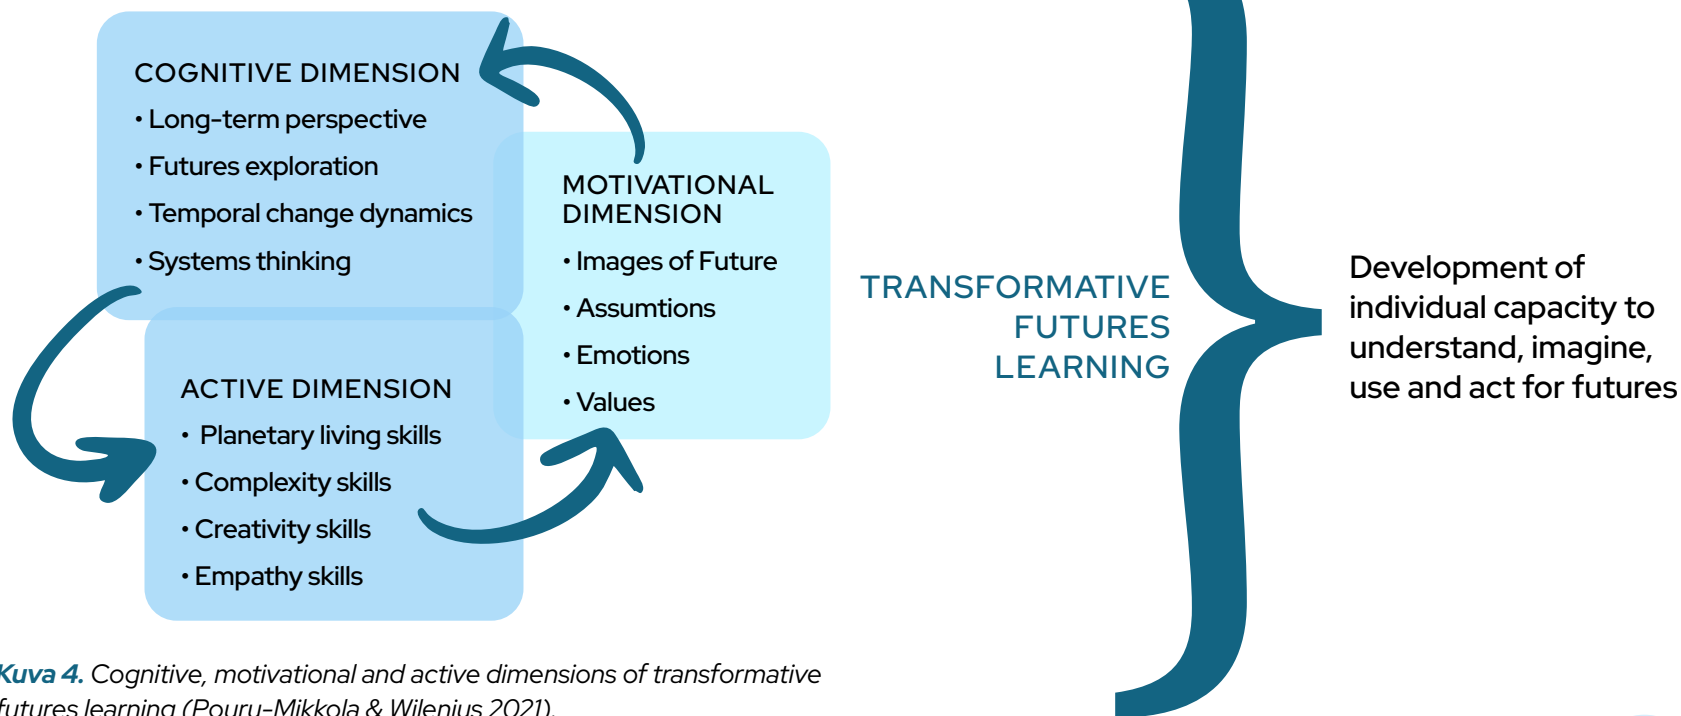 COGNITIVE DIMENSION
• Long-term perspective
• Futures exploration
• Temporal change dynamics
• Systems thinking
MOTIVATIONAL
DIMENSION
• Images of Future
• Assumtions
• Emotions
• Values
ACTIVE DIMENSION
• Planetary living skills
• Complexity skills
• Creativity skills
• Empathy skills
TRANSFORMATIVE
FUTURES
LEARNING
Development of
individual capacity to
understand, imagine,
use and act for futures
Kuva 4. Cognitive, motivational and active dimensions of transformative
futures learning (Pouru-Mikkola & Wilenius 2021).